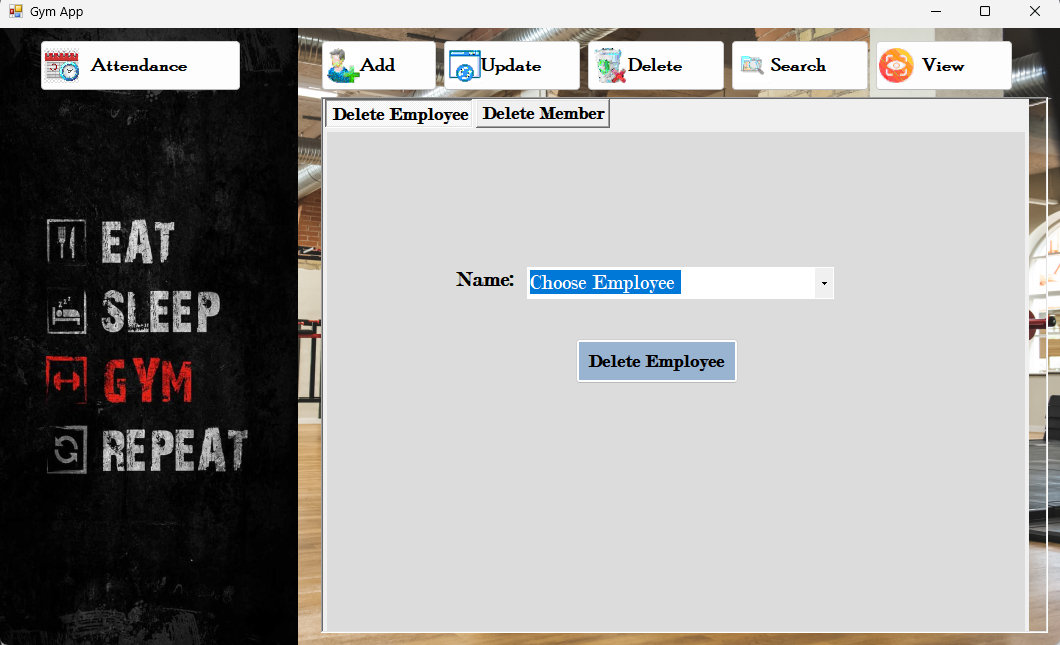 Gym App
Attendance
Add
Update
Delete
Search
View
Delete Employee
Delete Member
EAT
SLEEP
GYM
REPEAT
Name:
Choose Employee
Delete Employee